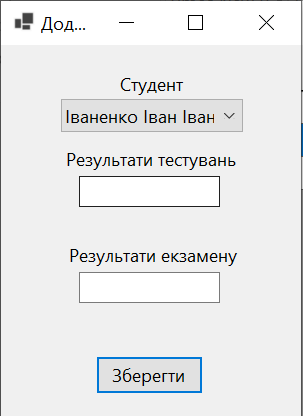 Дод...
Студент
Іваненко Іван Іван
Результати тестувань
Результати екзамену
Зберегти